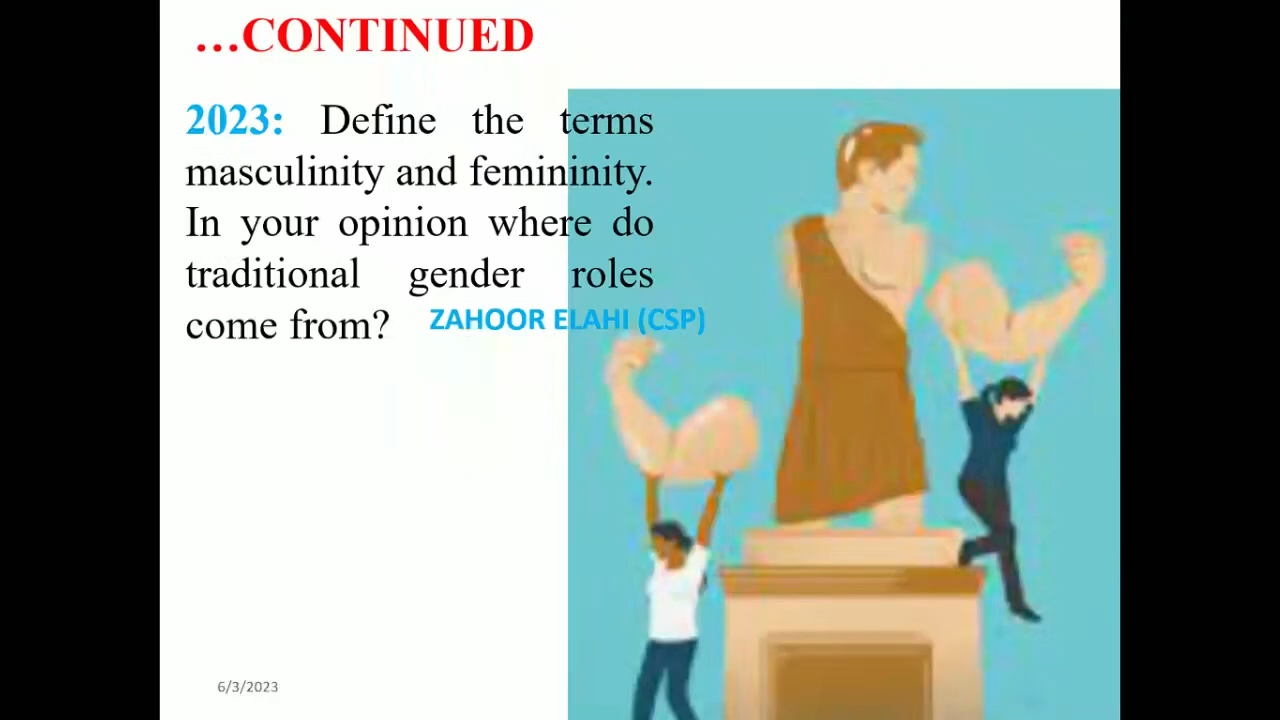 …CONTINUED
2023: Define the terms
masculinity and femininity.
In your opinion where do
traditional gender roles
come from?
ZAHOOR ELAHI (CSP)
6/3/2023